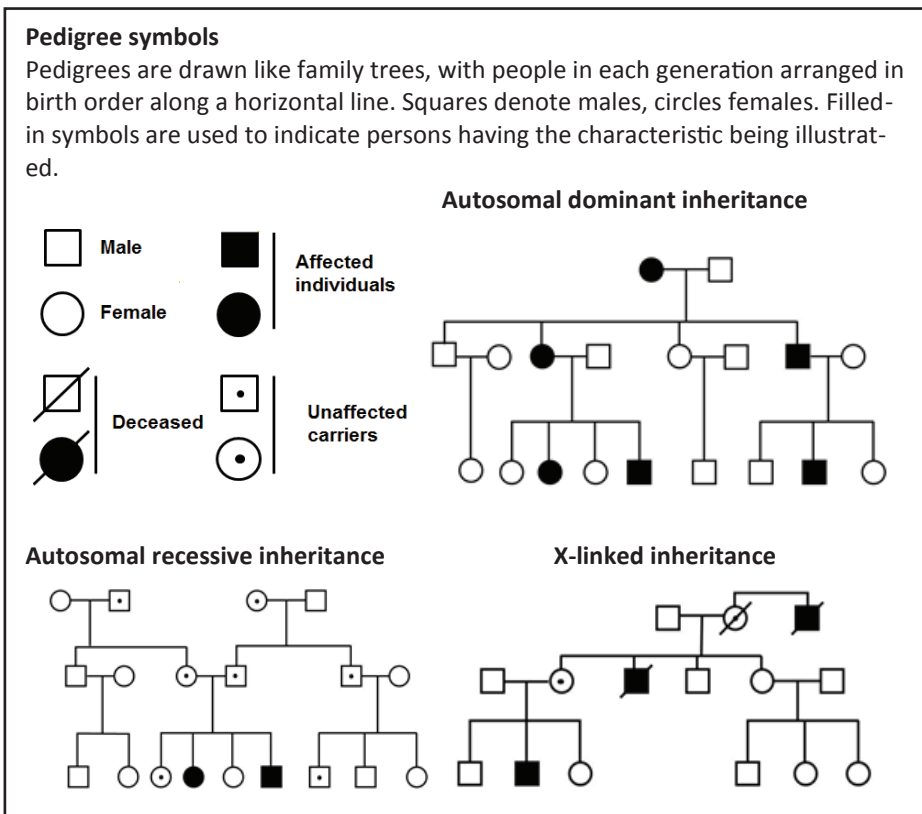 Pedigree symbols
Pedigrees are drawn like family trees, with people in each generation arranged in
birth order along a horizontal line. Squares denote males, circles females. Filled-
in symbols are used to indicate persons having the characteristic being illustrat-
ed.
Autosomal dominant inheritance
Male
Female
Affected
individuals
Deceased
Unaffected
carriers
Autosomal recessive inheritance
X-linked inheritance